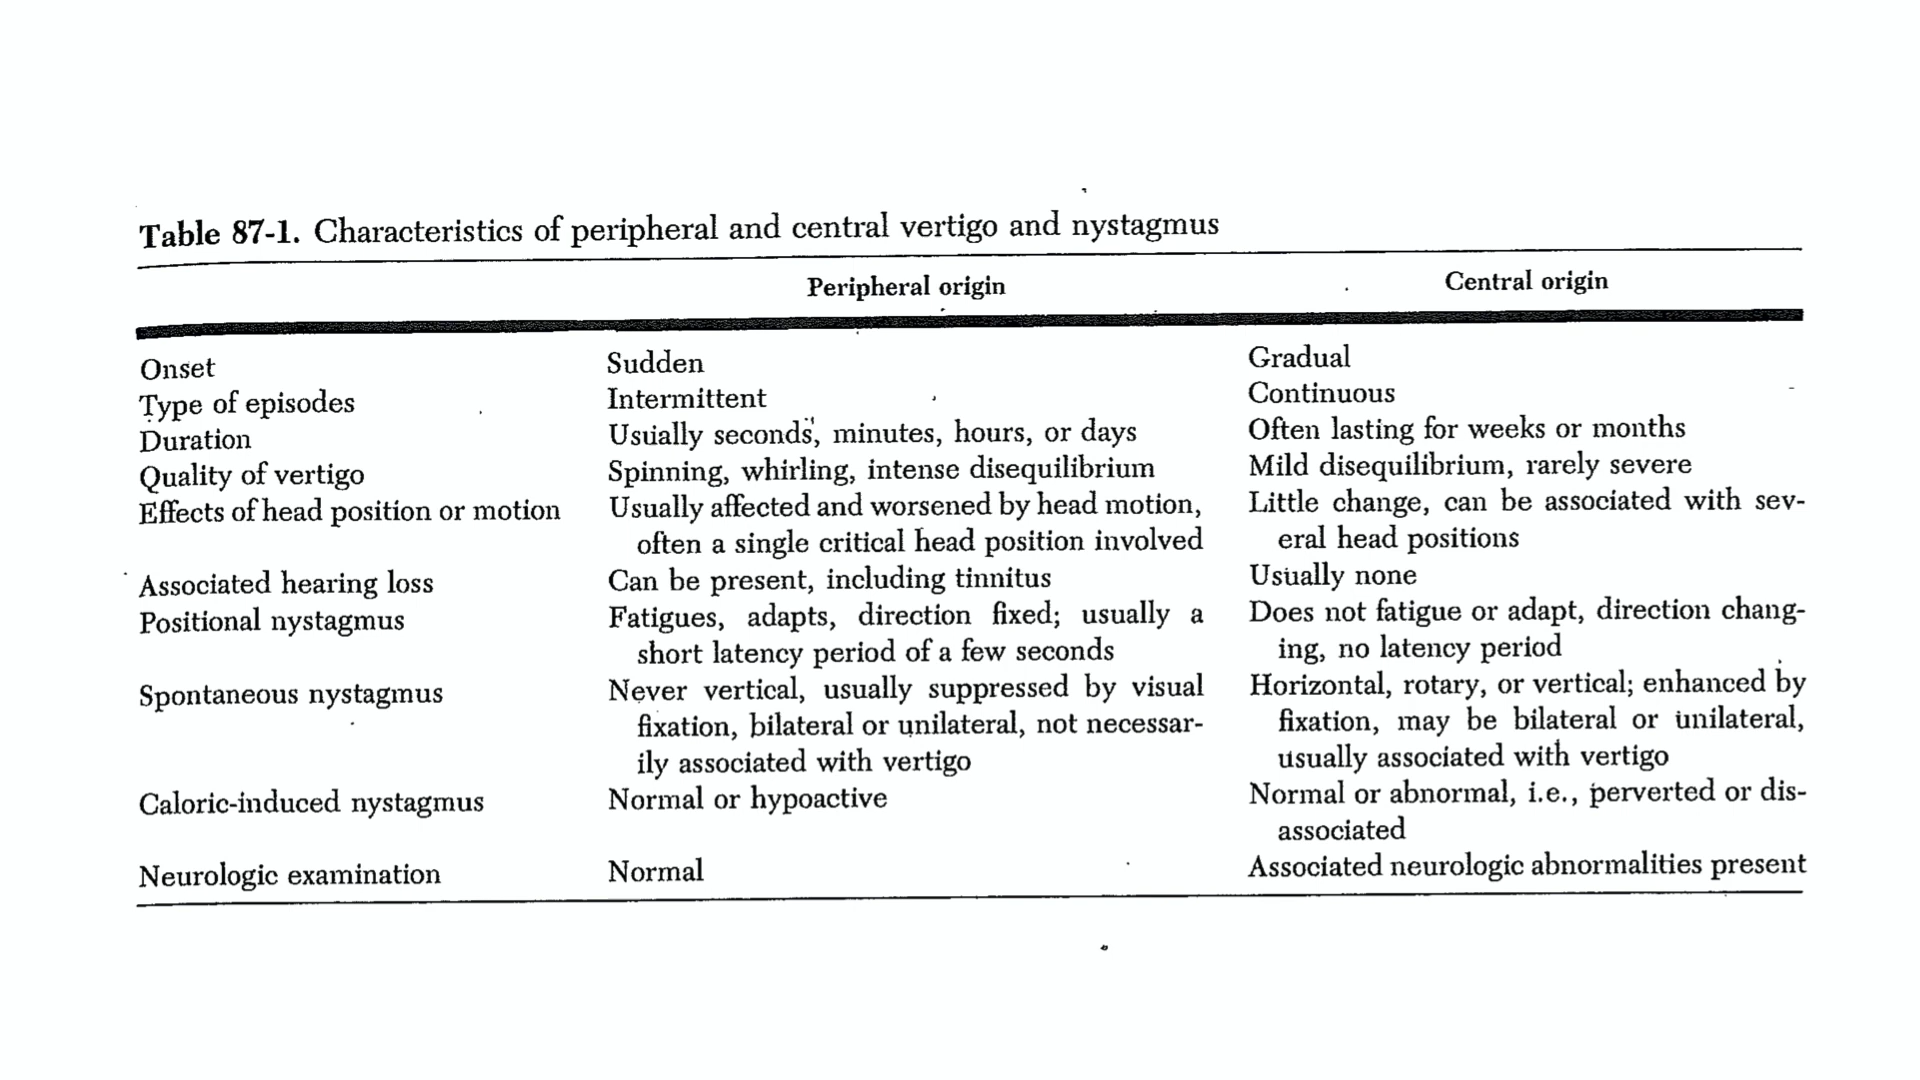 Table 87-1. Characteristics of peripheral and central vertigo and nystagmus
Peripheral origin Central origin
Onset Sudden Gradual
Type of episodes Intermittent Continuous
Duration Usually seconds, minutes, hours, or days Often lasting for weeks or months
Quality of vertigo Spinning, whirling, intense disequilibrium Mild disequilibrium, rarely severe
Effects of head position or motion Usually affected and worsened by head motion, Little change, can be associated with sev-
often a single critical head position involved eral head positions
Associated hearing loss Can be present, including tinnitus Usually none
Positional nystagmus Fatigues, adapts, direction fixed; usually a Does not fatigue or adapt, direction chang-
short latency period of a few seconds ing, no latency period
Spontaneous nystagmus Never vertical, usually suppressed by visual Horizontal, rotary, or vertical; enhanced by
fixation, bilateral or unilateral, not necessar- fixation, may be bilateral or unilateral,
ily associated with vertigo usually associated with vertigo
Caloric-induced nystagmus Normal or hypoactive Normal or abnormal, i.e., perverted or dis-
associated
Neurologic examination Normal Associated neurologic abnormalities present